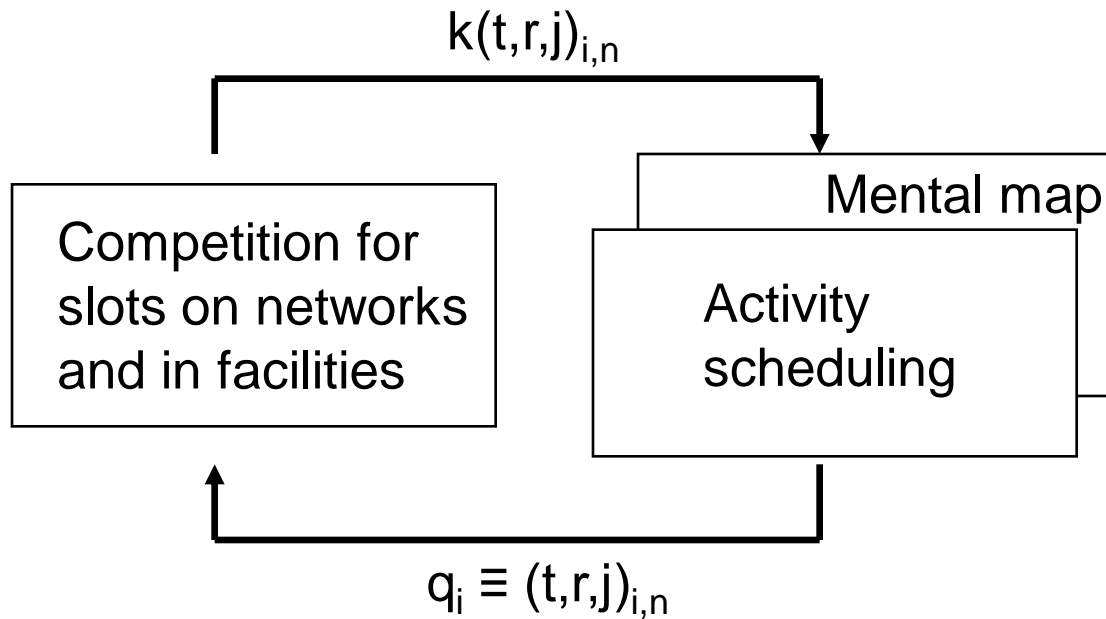 k(t,r,j)i,n
Mental map
Competition for
slots on networks
and in facilities
Activity
scheduling
qi ≡ (t,r,j)i,n